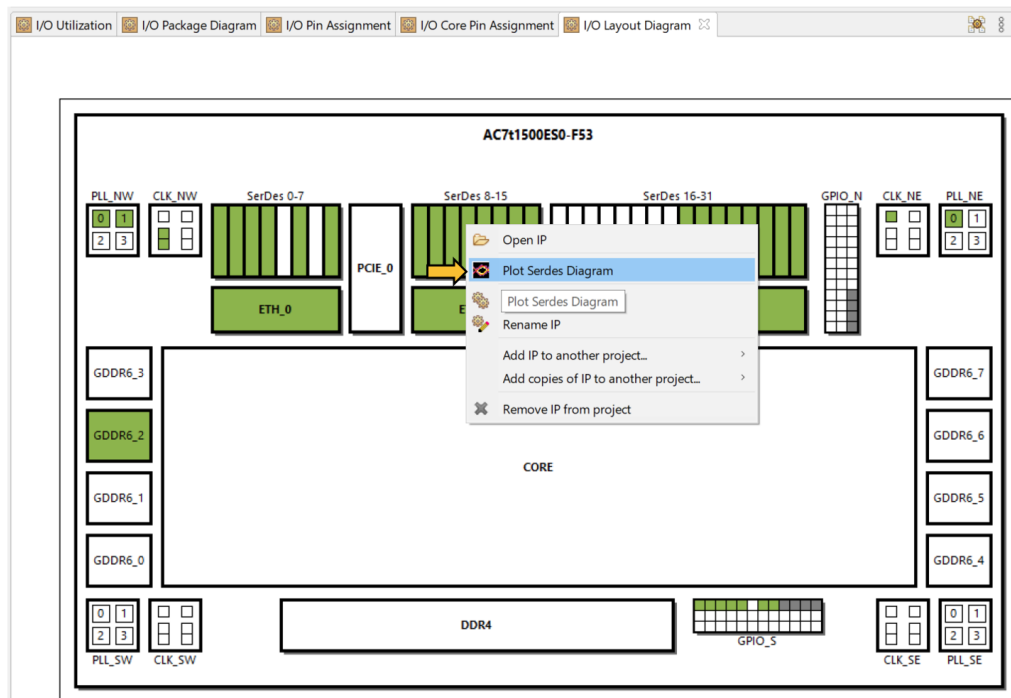 I/O Utilization I/O Package Diagram I/O Pin Assignment I/O Core Pin Assignment I/O Layout Diagram
AC7t1500ES0-F53
PLL_NW CLK_NW SerDes 0-7 SerDes 8-15 SerDes 16-31 GPIO_N CLK_NE PLL_NE
0 1 0 1
2 3 2 3
PCIE_0
ETH_0
Open IP
Plot Serdes Diagram
Plot Serdes Diagram
Rename IP
Add IP to another project...
Add copies of IP to another project...
Remove IP from project
GDDR6_3 GDDR6_7
GDDR6_2 GDDR6_6
CORE
GDDR6_1 GDDR6_5
GDDR6_0 GDDR6_4
0 1 0 1
2 3 2 3
DDR4
GPIO_S
PLL_SW CLK_SW CLK_SE PLL_SE